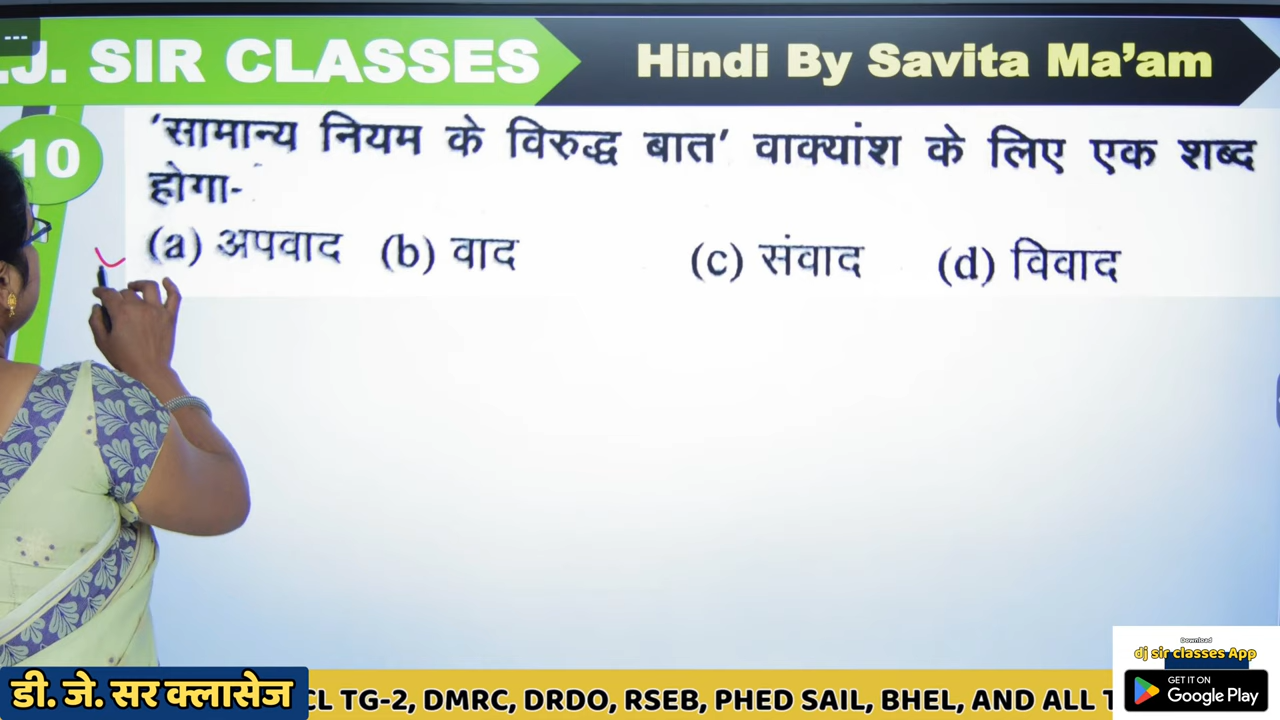 .J. SIR CLASSES
Hindi By Savita Ma’am
10
‘सामान्य नियम के विरुद्ध बात’ वाक्यांश के लिए एक शब्द
होगा-
(a) अपवाद (b) वाद (c) संवाद (d) विवाद
Download
dj sir classes App
GET IT ON
Google Play
डी. जे. सर क्लासेज
CL TG-2, DMRC, DRDO, RSEB, PHED SAIL, BHEL, AND ALL T